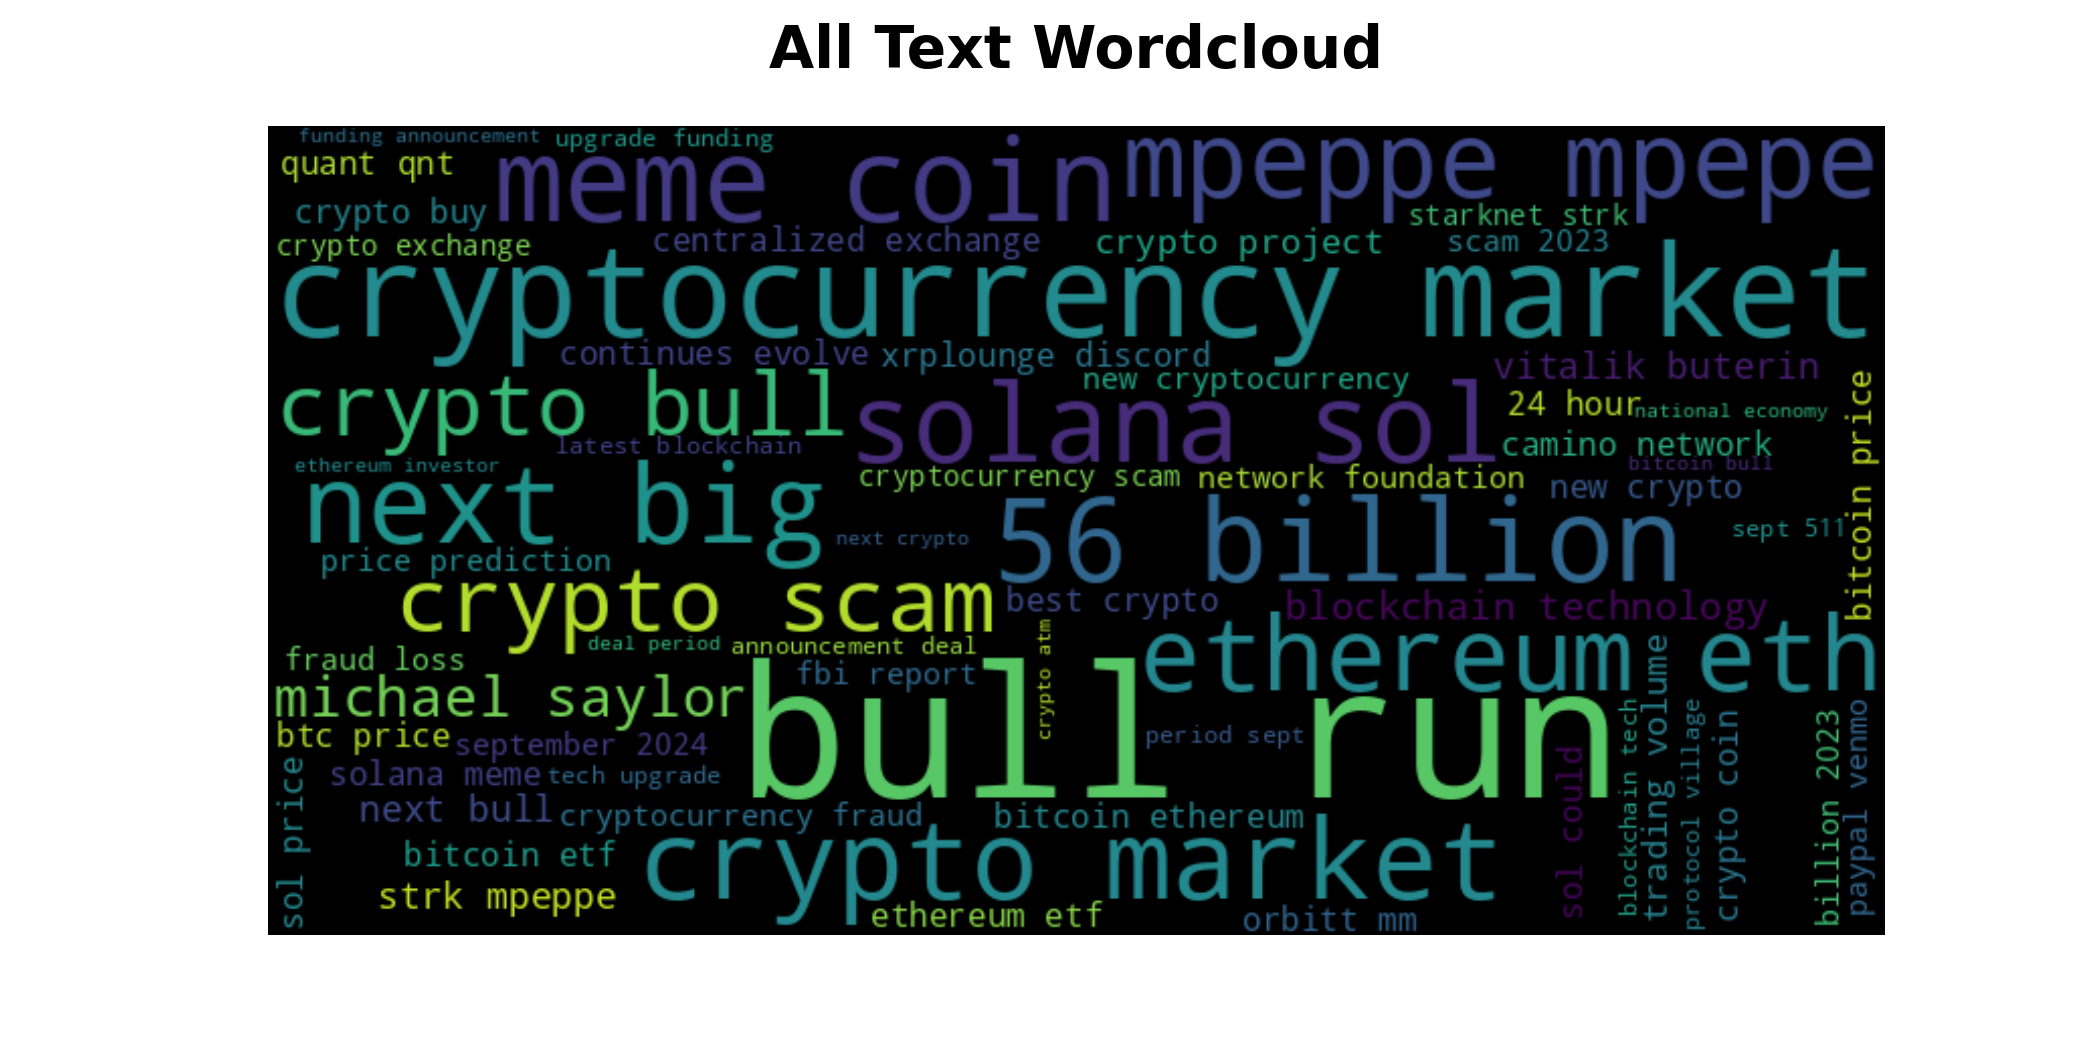 All Text Wordcloud
funding announcement
upgrade funding
quant qnt
meme coin
mpeppe mpepe
crypto buy
starknet strk
crypto exchange
centralized exchange
crypto project
scam 2023
cryptocurrency market
continues evolve
xrplounge discord
vitalik buterin
new cryptocurrency
crypto bull
solana sol
24 hour
national economy
bitcoin price
latest blockchain
camino network
ethereum investor
cryptocurrency scam
network foundation
bitcoin bull
new crypto
next big
56 billion
next crypto
sept 511
price prediction
crypto scam
best crypto
blockchain technology
deal period
announcement deal
crypto atm
ethereum eth
fraud loss
fbi report
michael saylor
bull run
btc price
september 2024
period sept
solana meme
tech upgrade
sol price
next bull
cryptocurrency fraud
bitcoin ethereum
sol could
blockchain tech
trading volume
protocol village
crypto coin
billion 2023
paypal venmo
bitcoin etf
crypto market
strk mpeppe
ethereum etf
orbitt mm